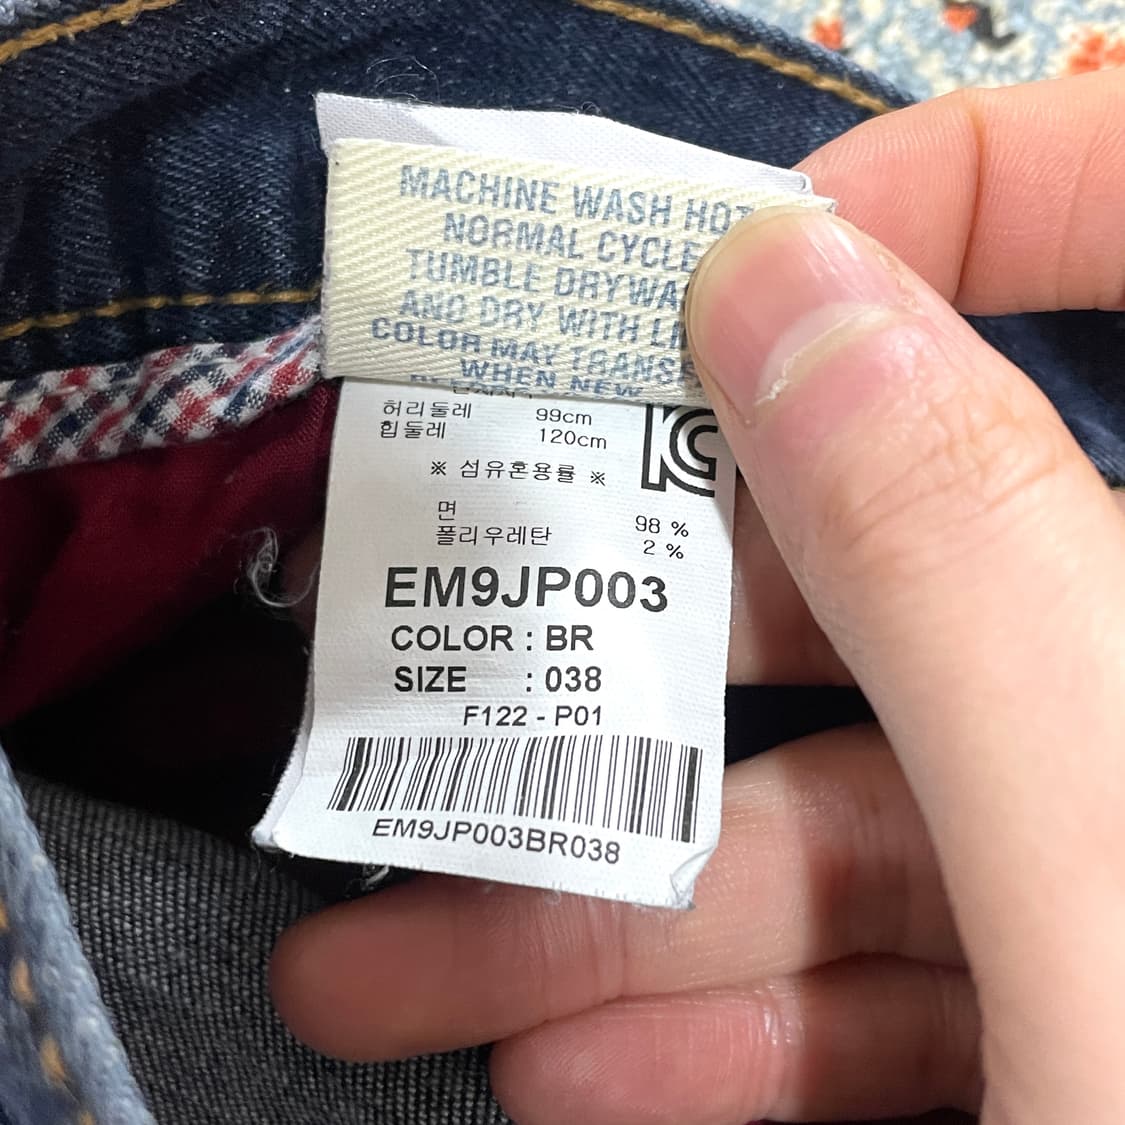 MACHINE WASH HOT
NORMAL CYCLE
TUMBLE DRY WA
AND DRY WITH LI
COLOR MAY TRANS
WHEN NEW
허리둘레 99cm
힙둘레 120cm
※ 섬유혼용률 ※
면 98 %
폴리우레탄 2 %
EM9JP003
COLOR : BR
SIZE : 038
F122 - P01
EM9JP003BR038